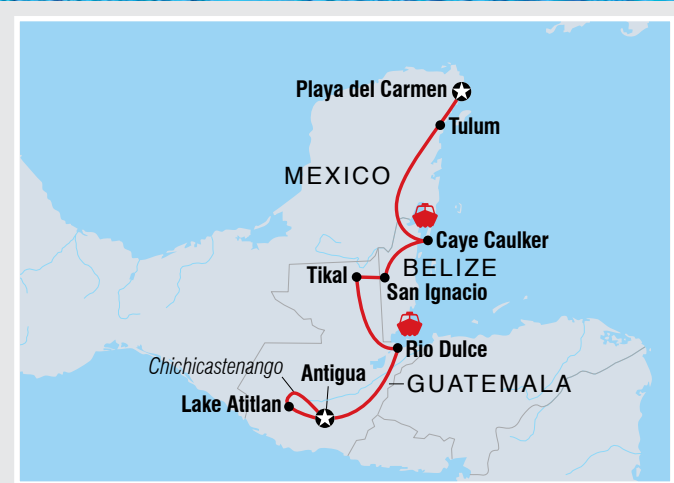 Playa del Carmen
Tulum
MEXICO
Caye Caulker
BELIZE
Tikal
San Ignacio
Rio Dulce
Chichicastenango
Antigua
GUATEMALA
Lake Atitlan